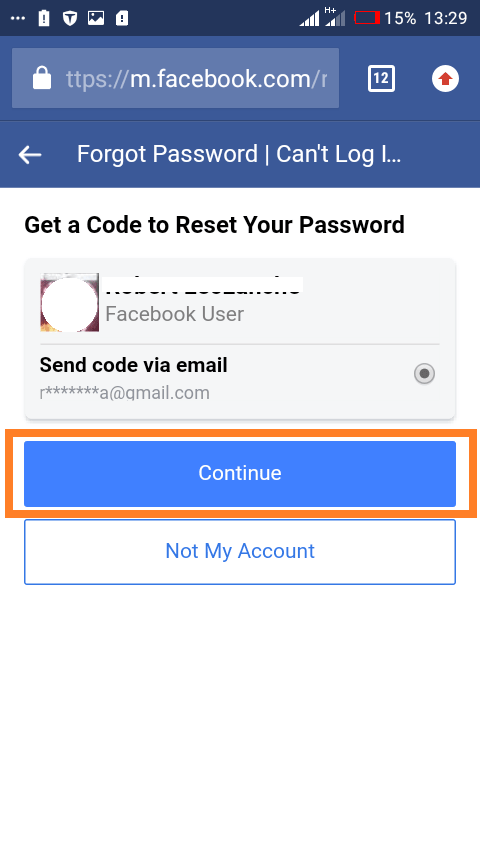 H+
15% 13:29
ttps://m.facebook.com/r
12
Forgot Password | Can't Log I...
Get a Code to Reset Your Password
Facebook User
Send code via email
r*******a@gmail.com
Continue
Not My Account